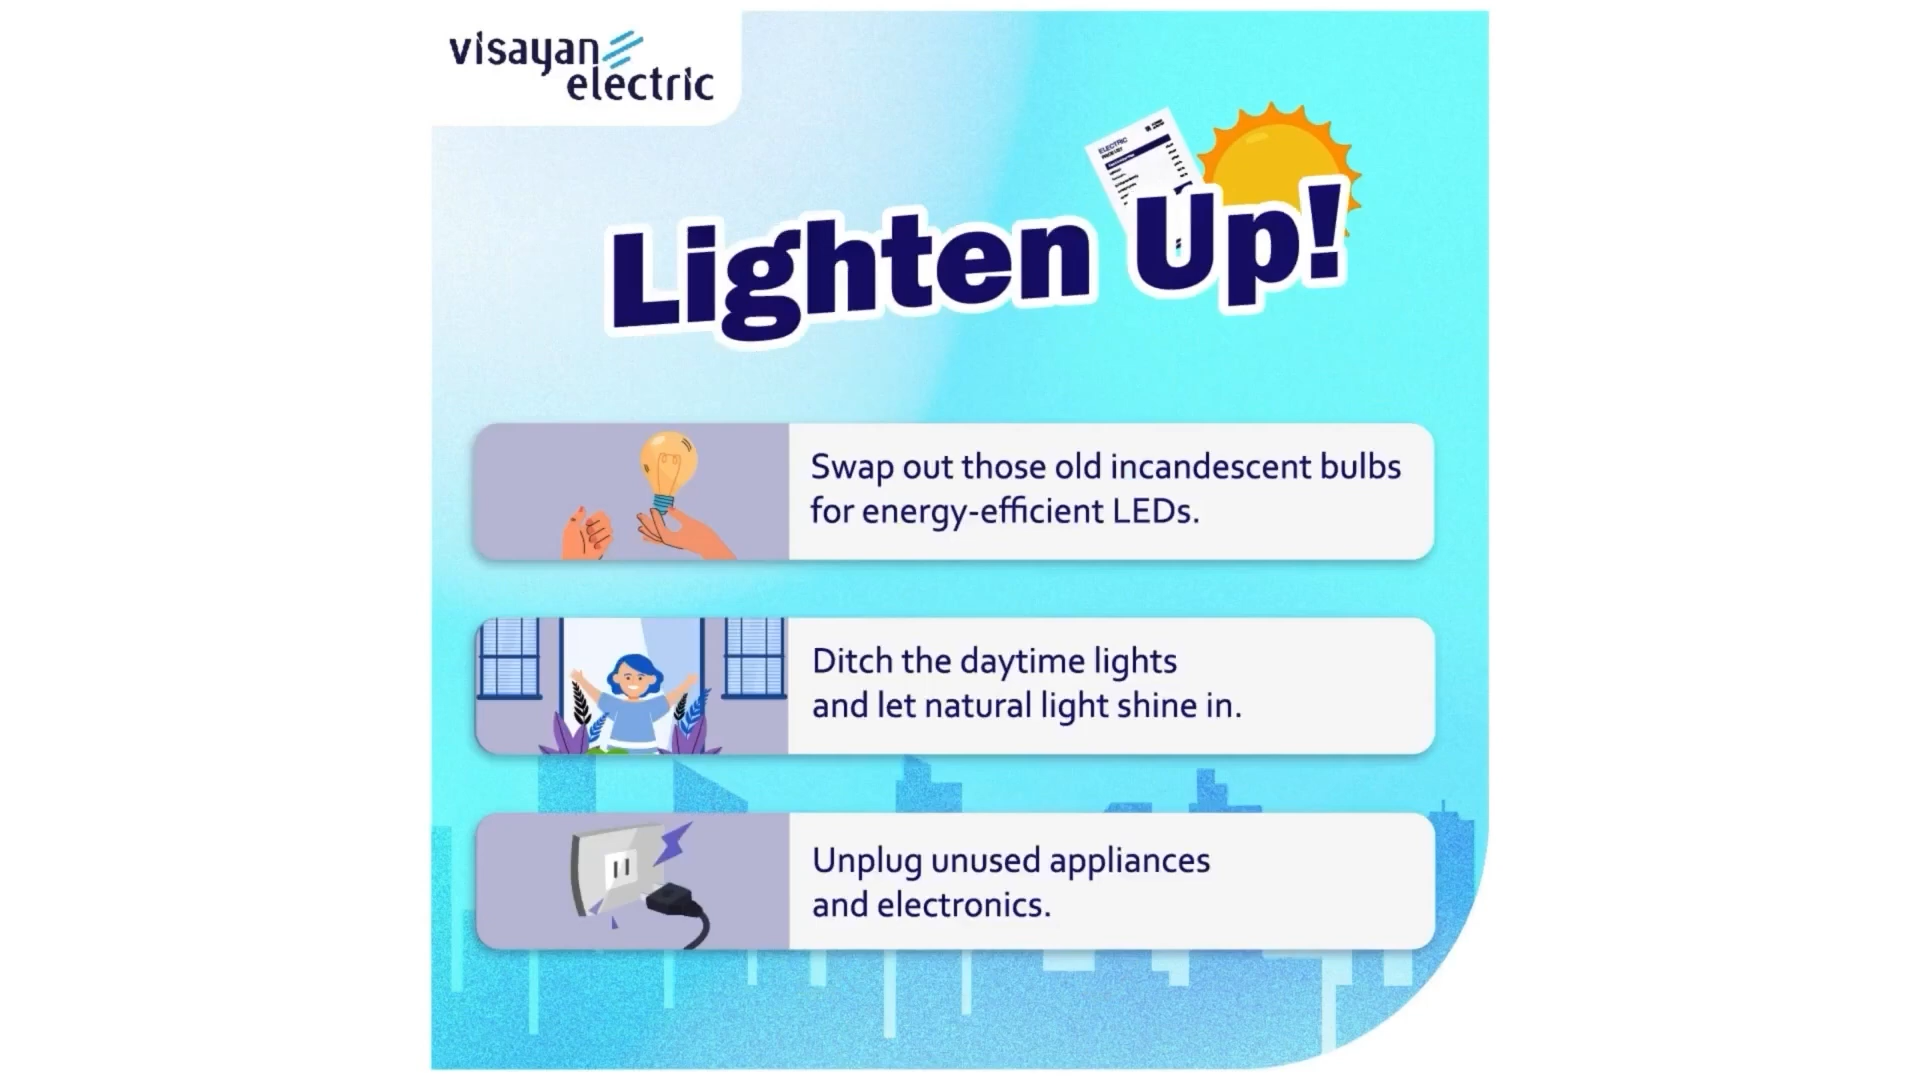 visayan
electric
ELECTRIC
Lighten Up!
Swap out those old incandescent bulbs
for energy-efficient LEDs.
Ditch the daytime lights
and let natural light shine in.
Unplug unused appliances
and electronics.